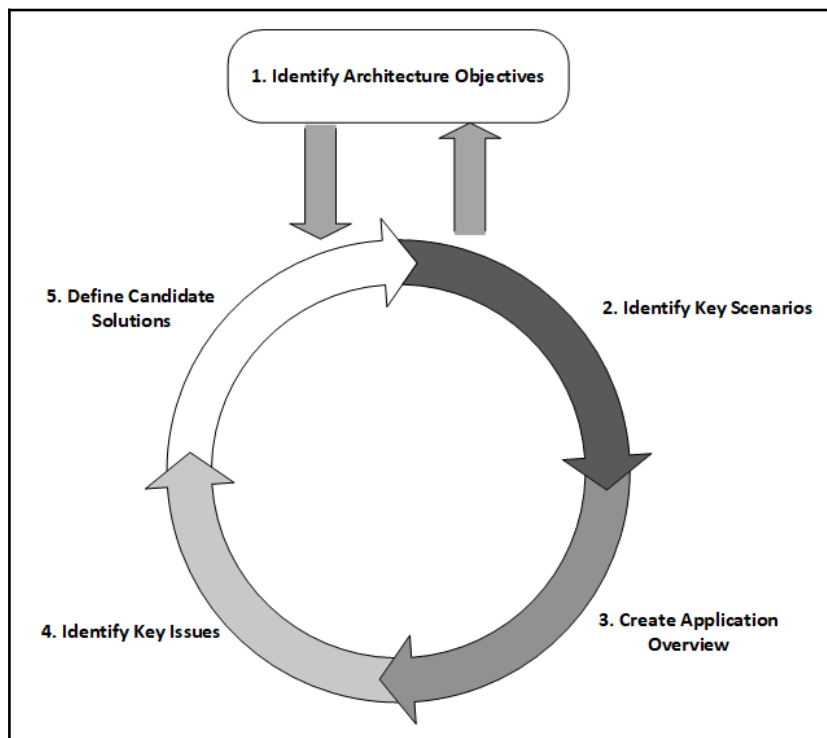 1. Identify Architecture Objectives
2. Identify Key Scenarios
3. Create Application
Overview
4. Identify Key Issues
5. Define Candidate
Solutions